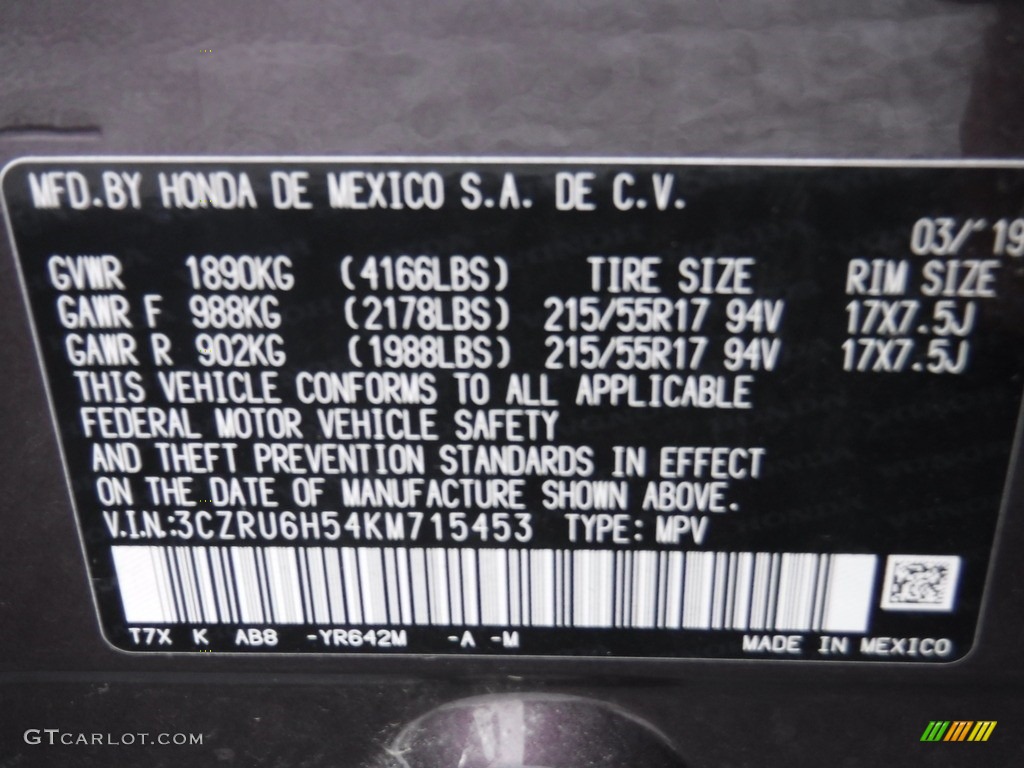 MFD.BY HONDA DE MEXICO S.A. DE C.V.
03/'19
GVWR 1890KG (4166LBS) TIRE SIZE RIM SIZE
GAWR F 988KG (2178LBS) 215/55R17 94V 17X7.5J
GAWR R 902KG (1988LBS) 215/55R17 94V 17X7.5J
THIS VEHICLE CONFORMS TO ALL APPLICABLE
FEDERAL MOTOR VEHICLE SAFETY
AND THEFT PREVENTION STANDARDS IN EFFECT
ON THE DATE OF MANUFACTURE SHOWN ABOVE.
V.I.N.:3CZRU6H54KM715453 TYPE: MPV
T7X K AB8 -YR642M -A -M MADE IN MEXICO
GTCARLOT.COM